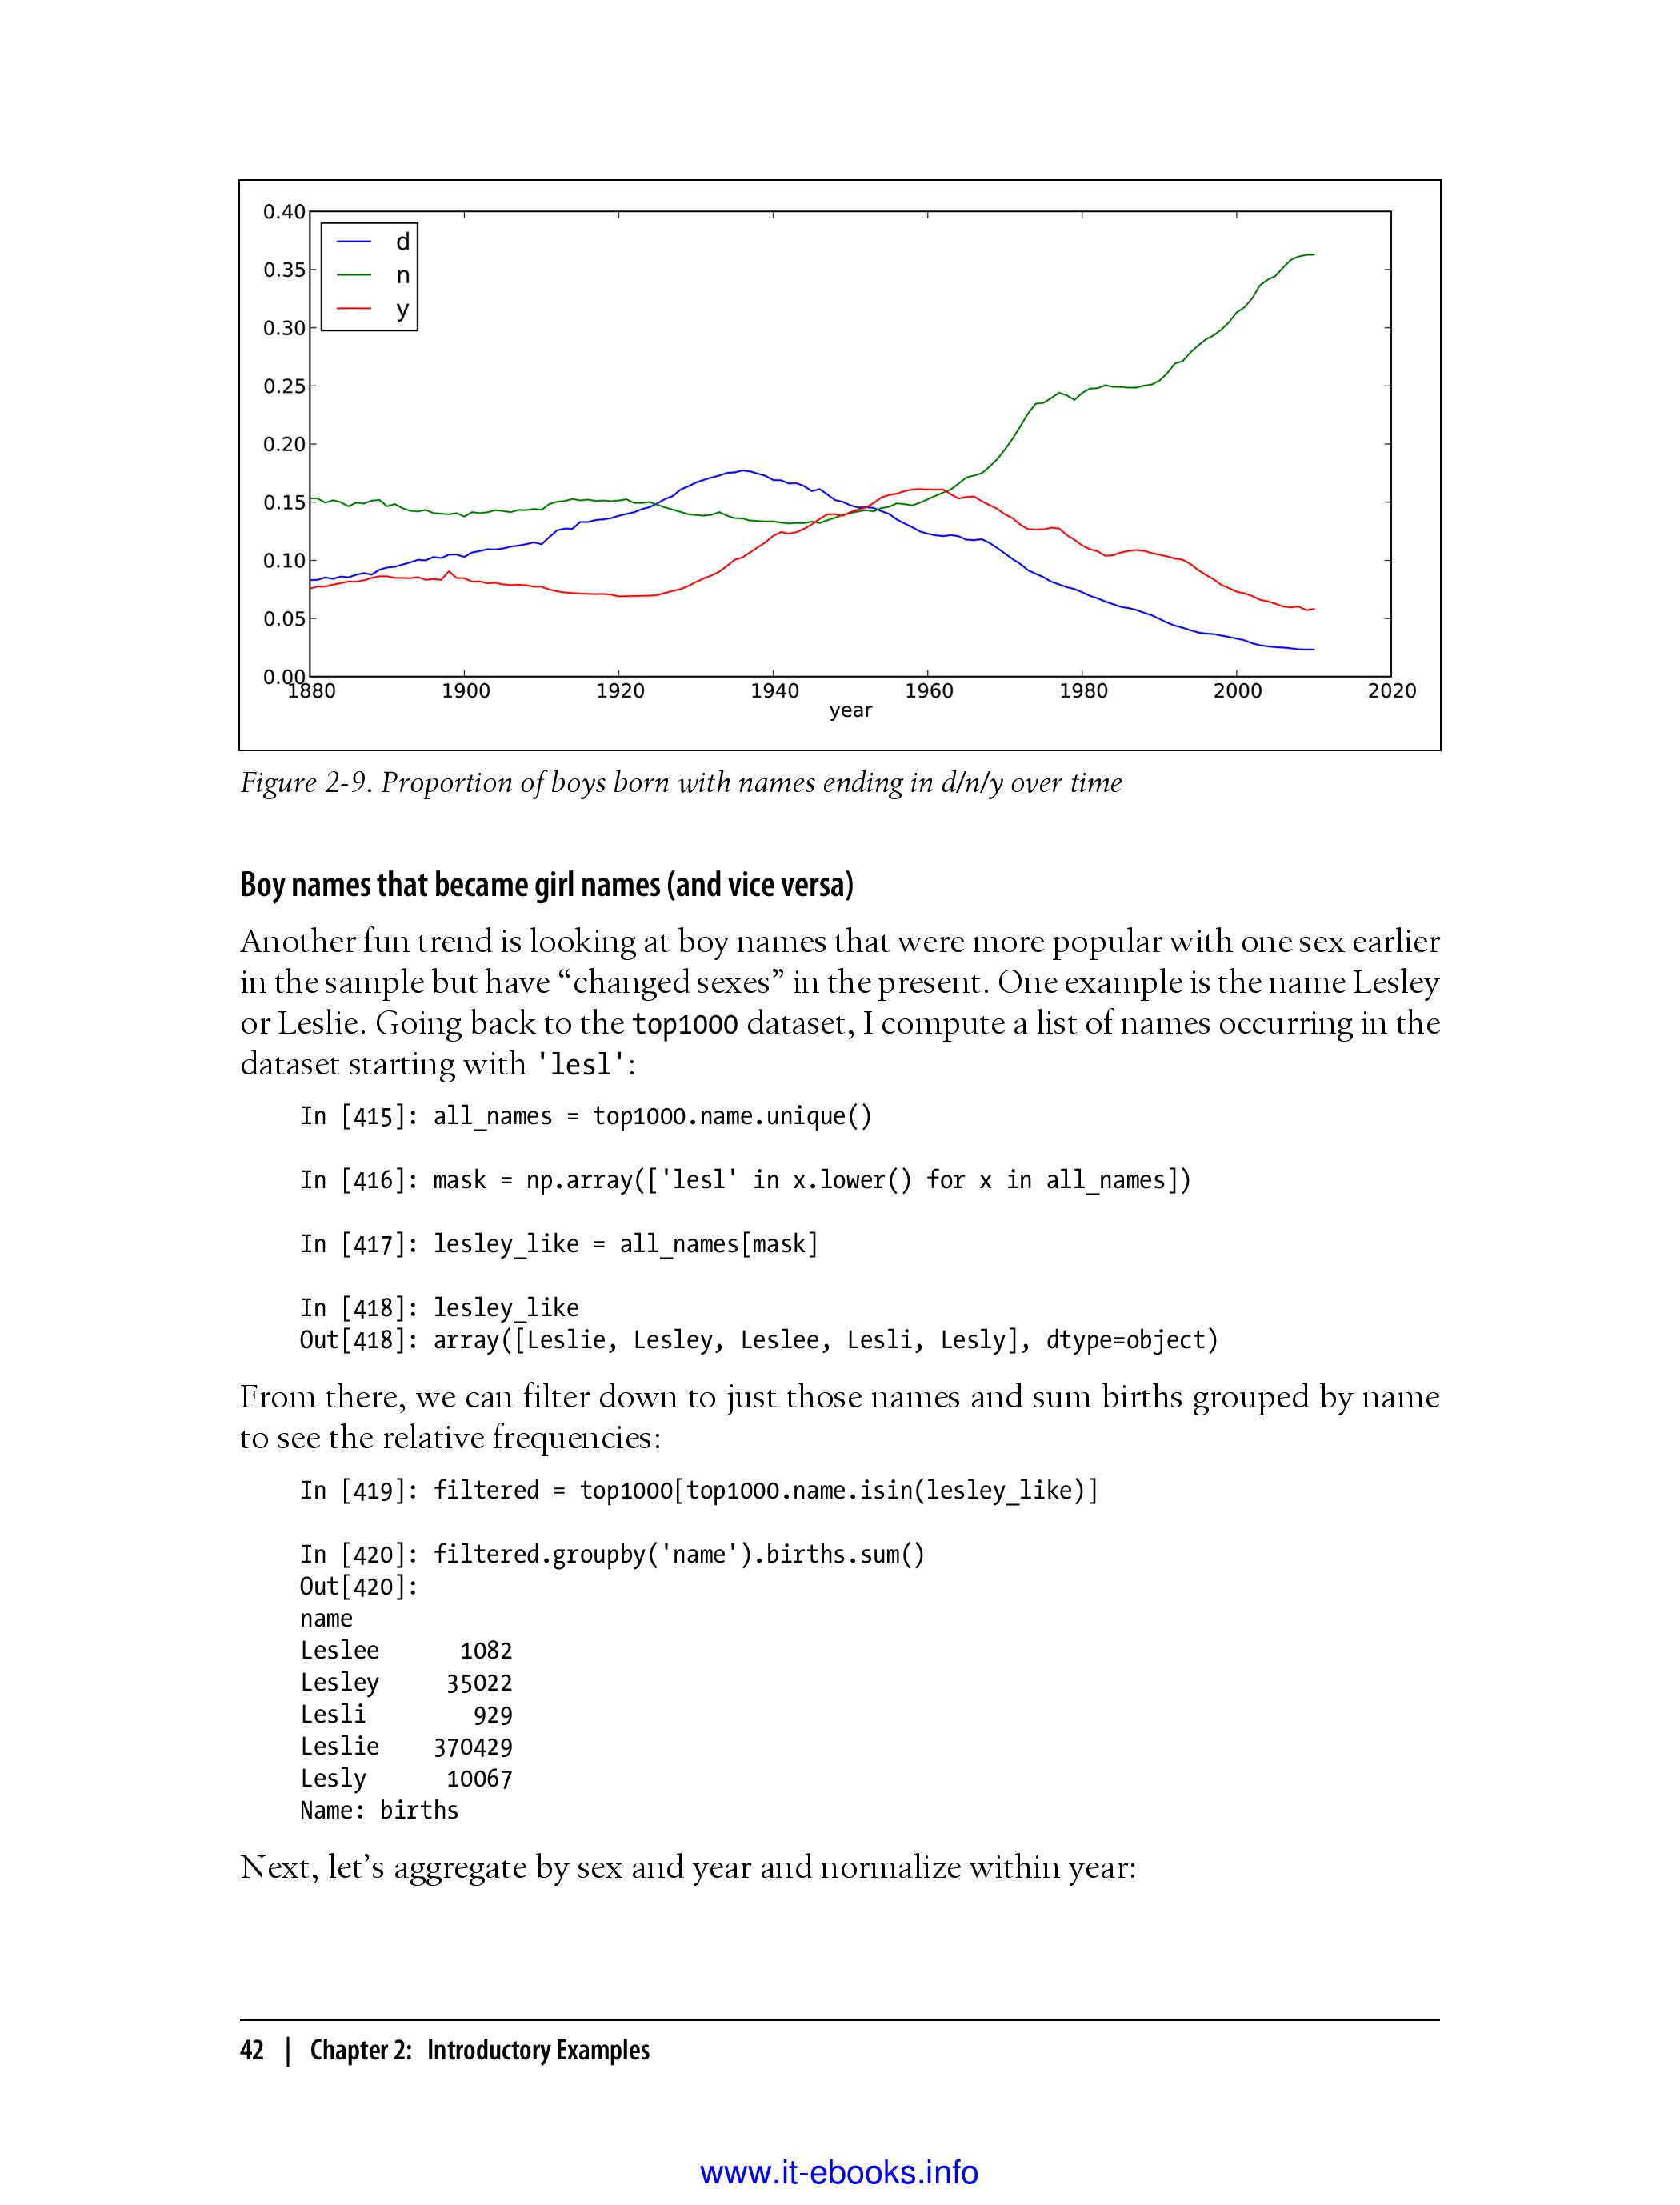 0.40
0.35
0.30
0.25
0.20
0.15
0.10
0.05
0.00
d
n
y
1880 1900 1920 1940 1960 1980 2000 2020
year
Figure 2-9. Proportion of boys born with names ending in d/n/y over time
Boy names that became girl names (and vice versa)
Another fun trend is looking at boy names that were more popular with one sex earlier
in the sample but have “changed sexes” in the present. One example is the name Lesley
or Leslie. Going back to the top1000 dataset, I compute a list of names occurring in the
dataset starting with 'lesl':
In [415]: all_names = top1000.name.unique()
In [416]: mask = np.array(['lesl' in x.lower() for x in all_names])
In [417]: lesley_like = all_names[mask]
In [418]: lesley_like
Out[418]: array([Leslie, Lesley, Leslee, Lesli, Lesly], dtype=object)
From there, we can filter down to just those names and sum births grouped by name
to see the relative frequencies:
In [419]: filtered = top1000[top1000.name.isin(lesley_like)]
In [420]: filtered.groupby('name').births.sum()
Out[420]:
name
Leslee      1082
Lesley     35022
Lesli        929
Leslie    370429
Lesly      10067
Name: births
Next, let’s aggregate by sex and year and normalize within year:
42 | Chapter 2: Introductory Examples
www.it-ebooks.info